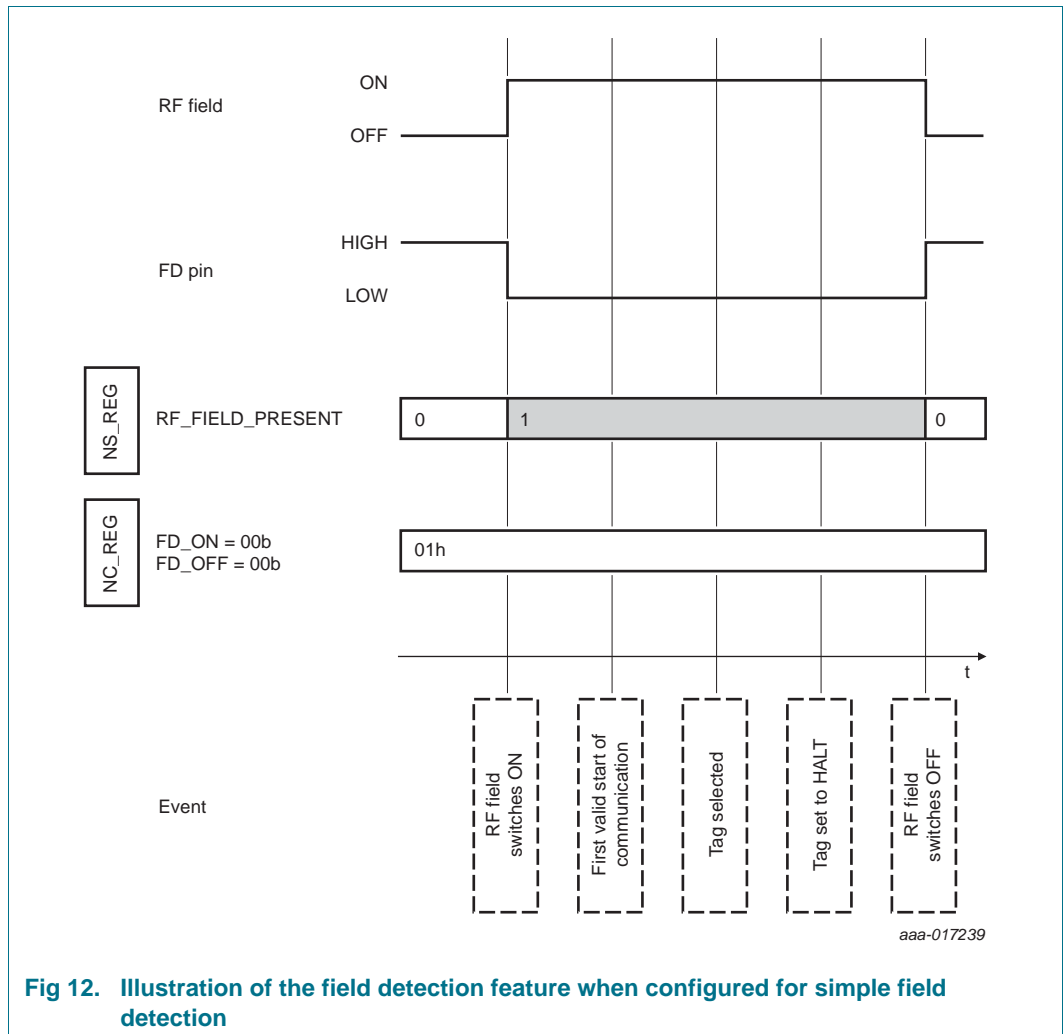 ON
RF field
OFF
HIGH
FD pin
LOW
NS_REG
RF_FIELD_PRESENT
0
1
0
NC_REG
FD_ON = 00b
FD_OFF = 00b
01h
t
Event
RF field
switches ON
First valid start of
communication
Tag selected
Tag set to HALT
RF field
switches OFF
aaa-017239
Fig 12. Illustration of the field detection feature when configured for simple field
detection